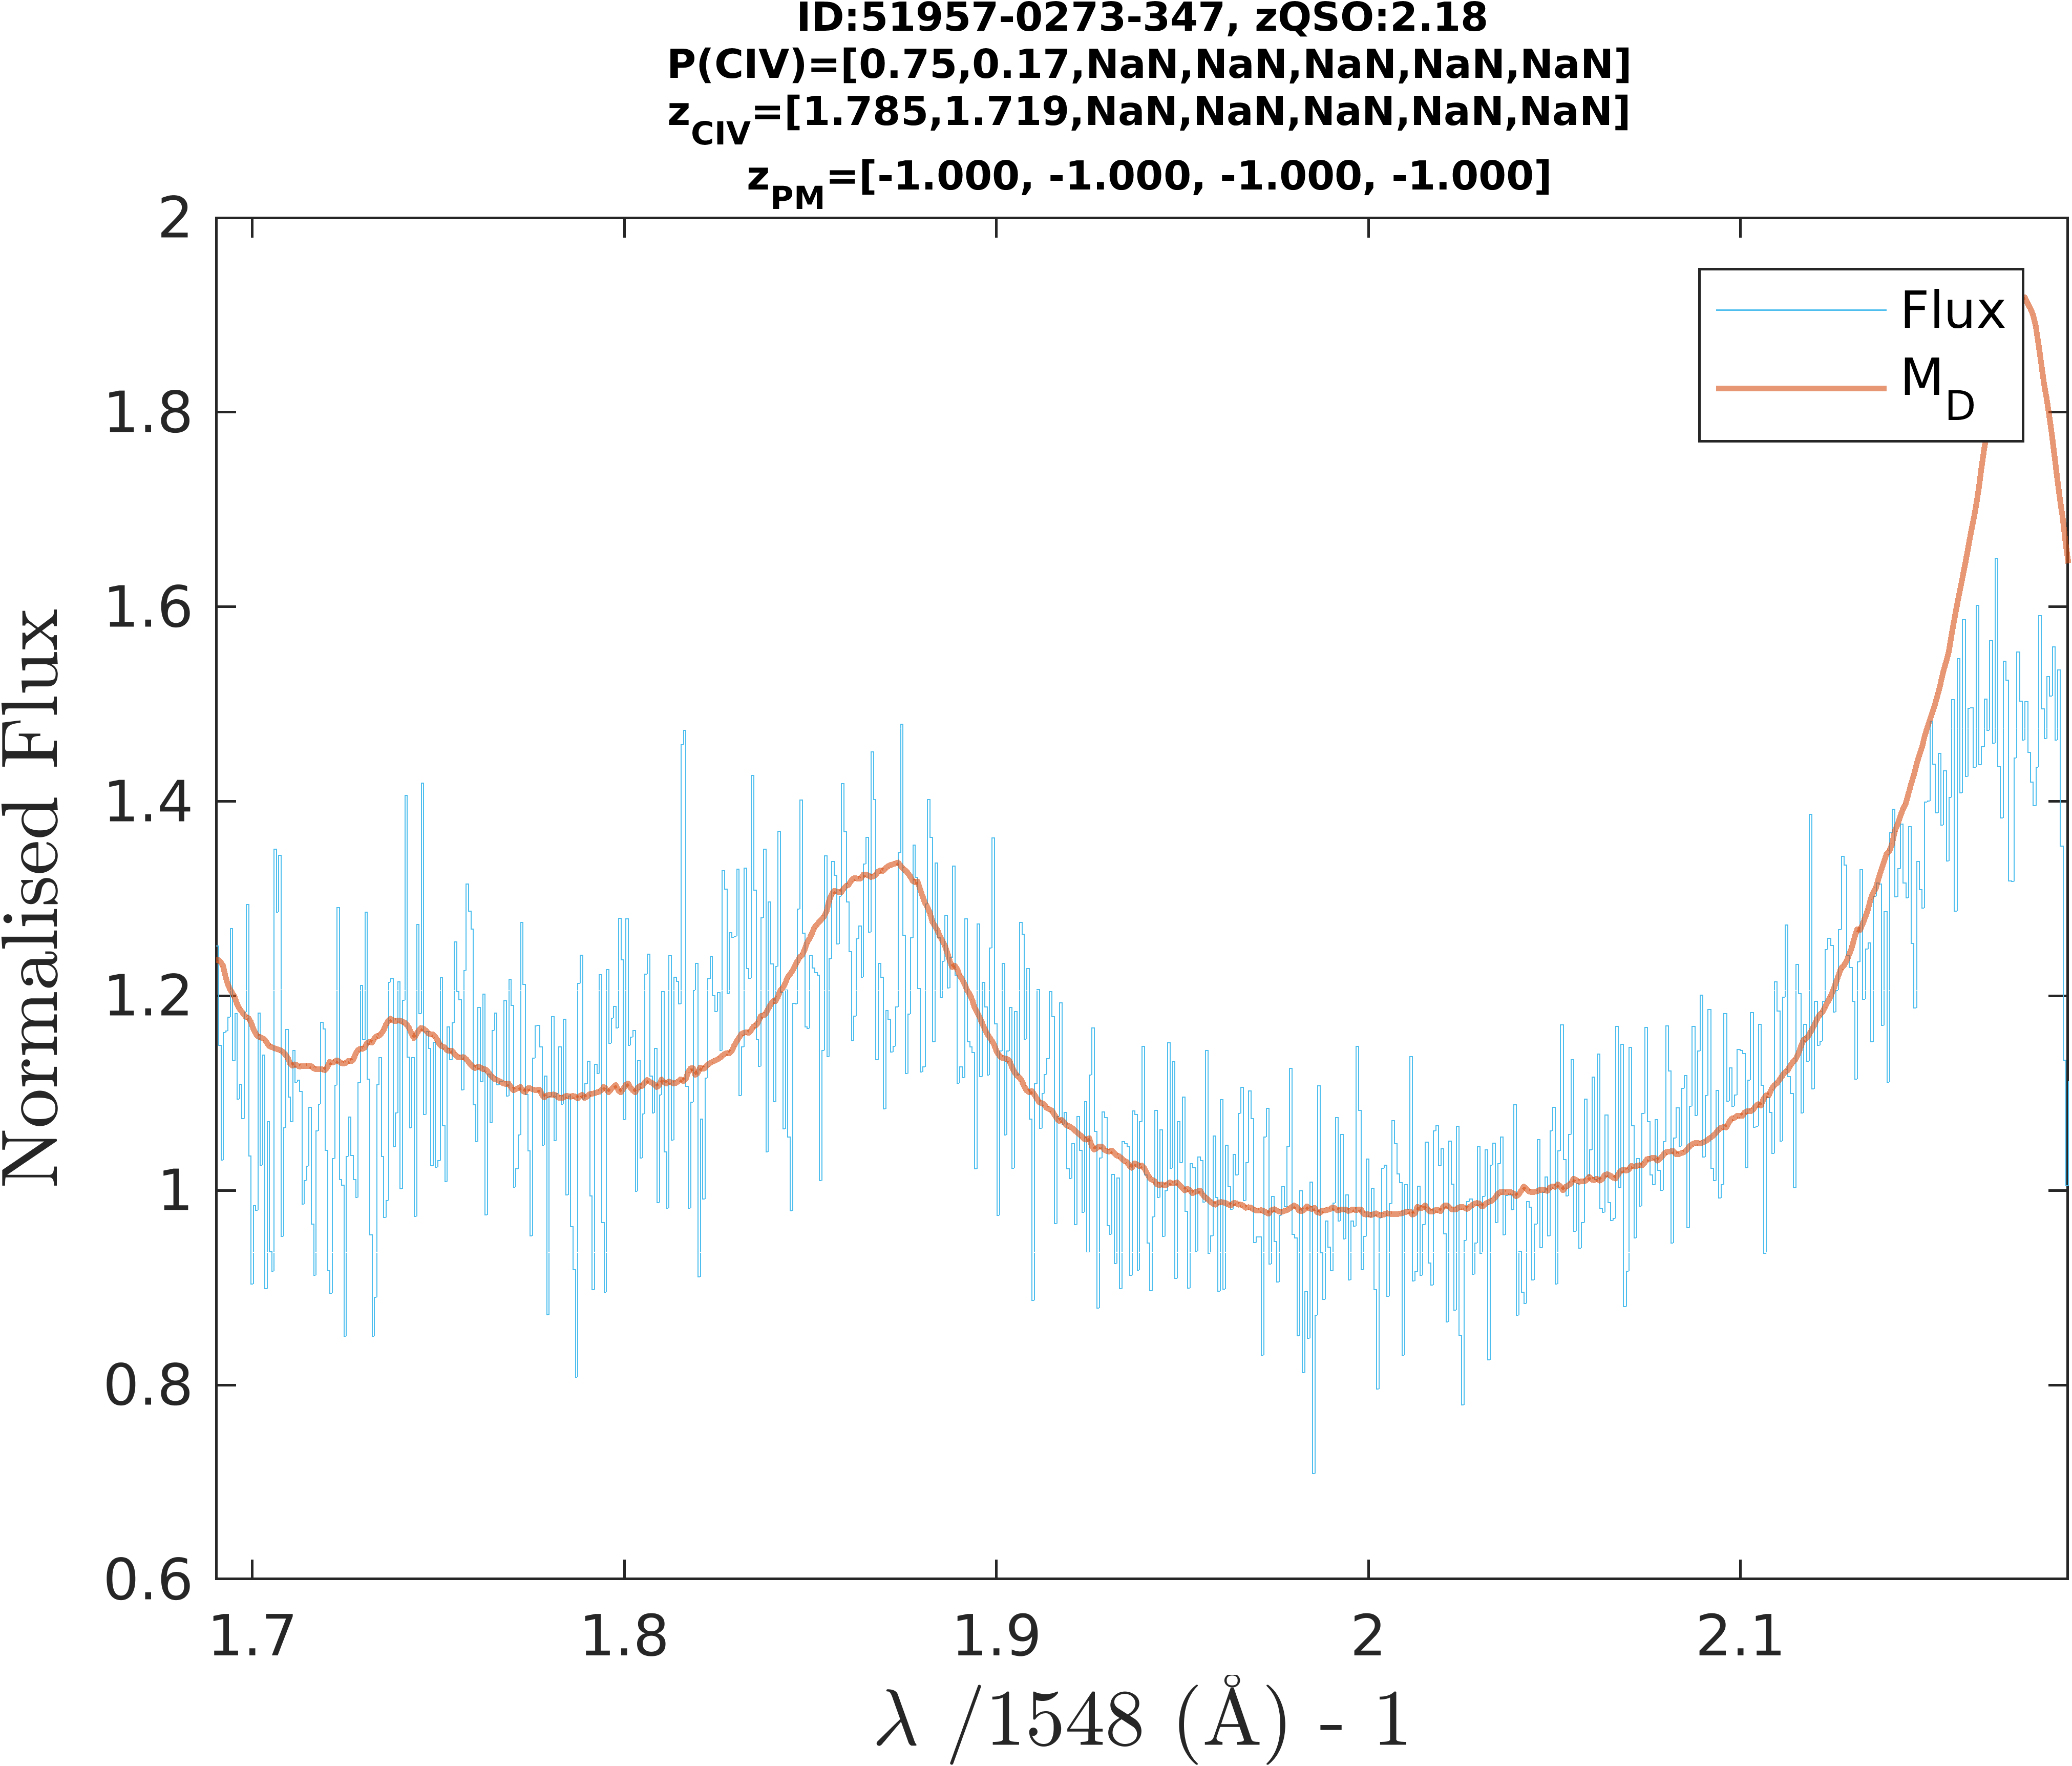 ID:51957-0273-347, zQSO:2.18
P(CIV)=[0.75,0.17,NaN,NaN,NaN,NaN,NaN]
zCIV=[1.785,1.719,NaN,NaN,NaN,NaN,NaN]
zPM=[-1.000, -1.000, -1.000, -1.000]
2
1.8
1.6
1.4
1.2
1
0.8
0.6
Normalised Flux
Flux
MD
1.7 1.8 1.9 2 2.1
λ /1548 (Å) - 1